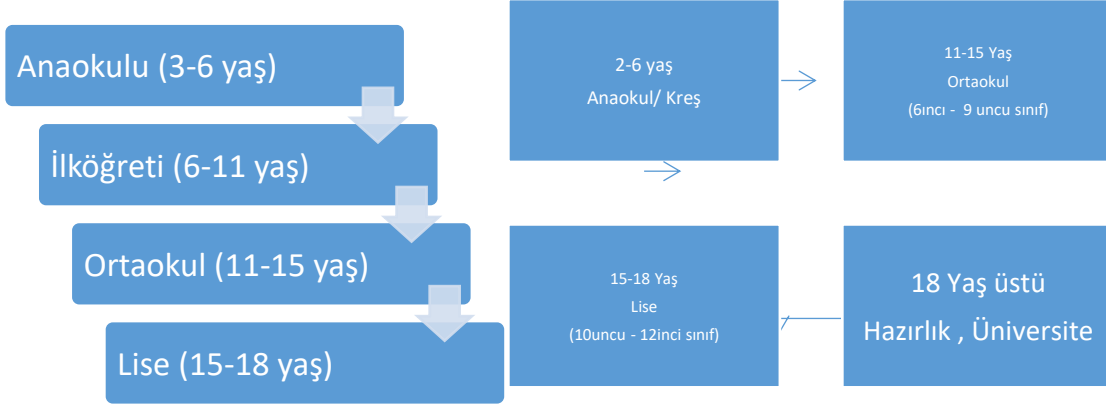 Anaokulu (3-6 yaş)
İlköğreti (6-11 yaş)
Ortaokul (11-15 yaş)
Lise (15-18 yaş)
2-6 yaş
Anaokul/ Kreş
11-15 Yaş
Ortaokul
(6ıncı - 9 uncu sınıf)
15-18 Yaş
Lise
(10uncu - 12inci sınıf)
18 Yaş üstü
Hazırlık , Üniversite